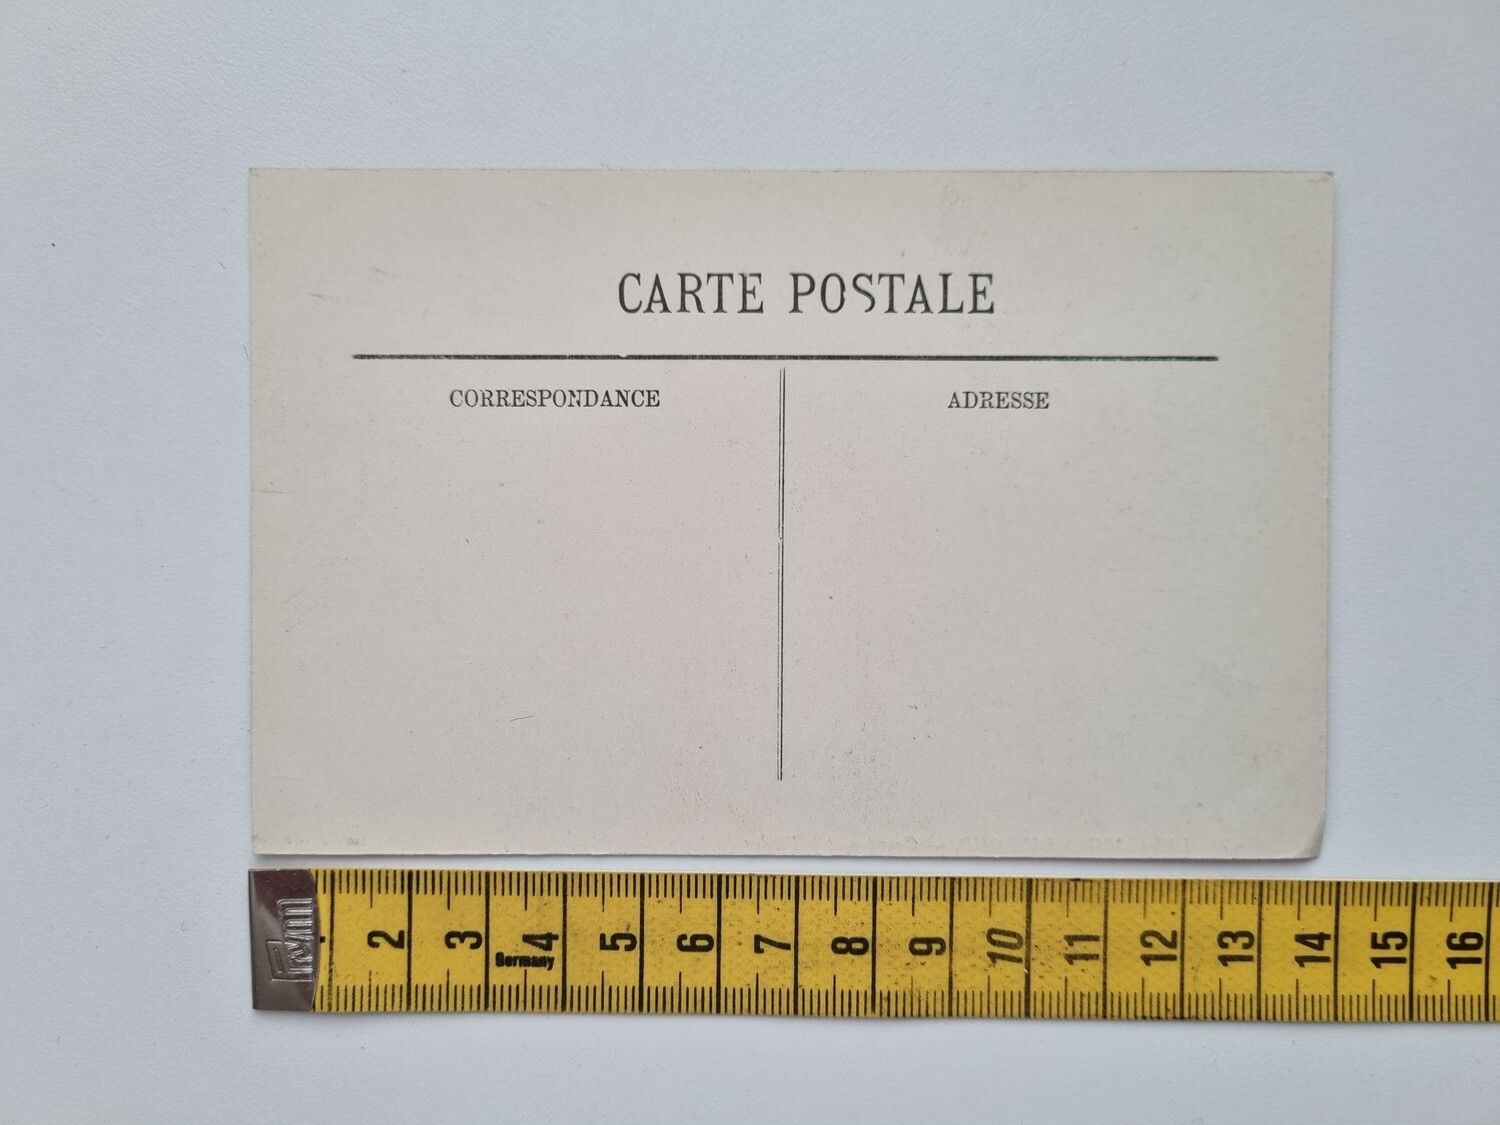 CARTE POSTALE
CORRESPONDANCE
ADRESSE
2 3 4 5 6 7 8 9 10 11 12 13 14 15 16
Germany